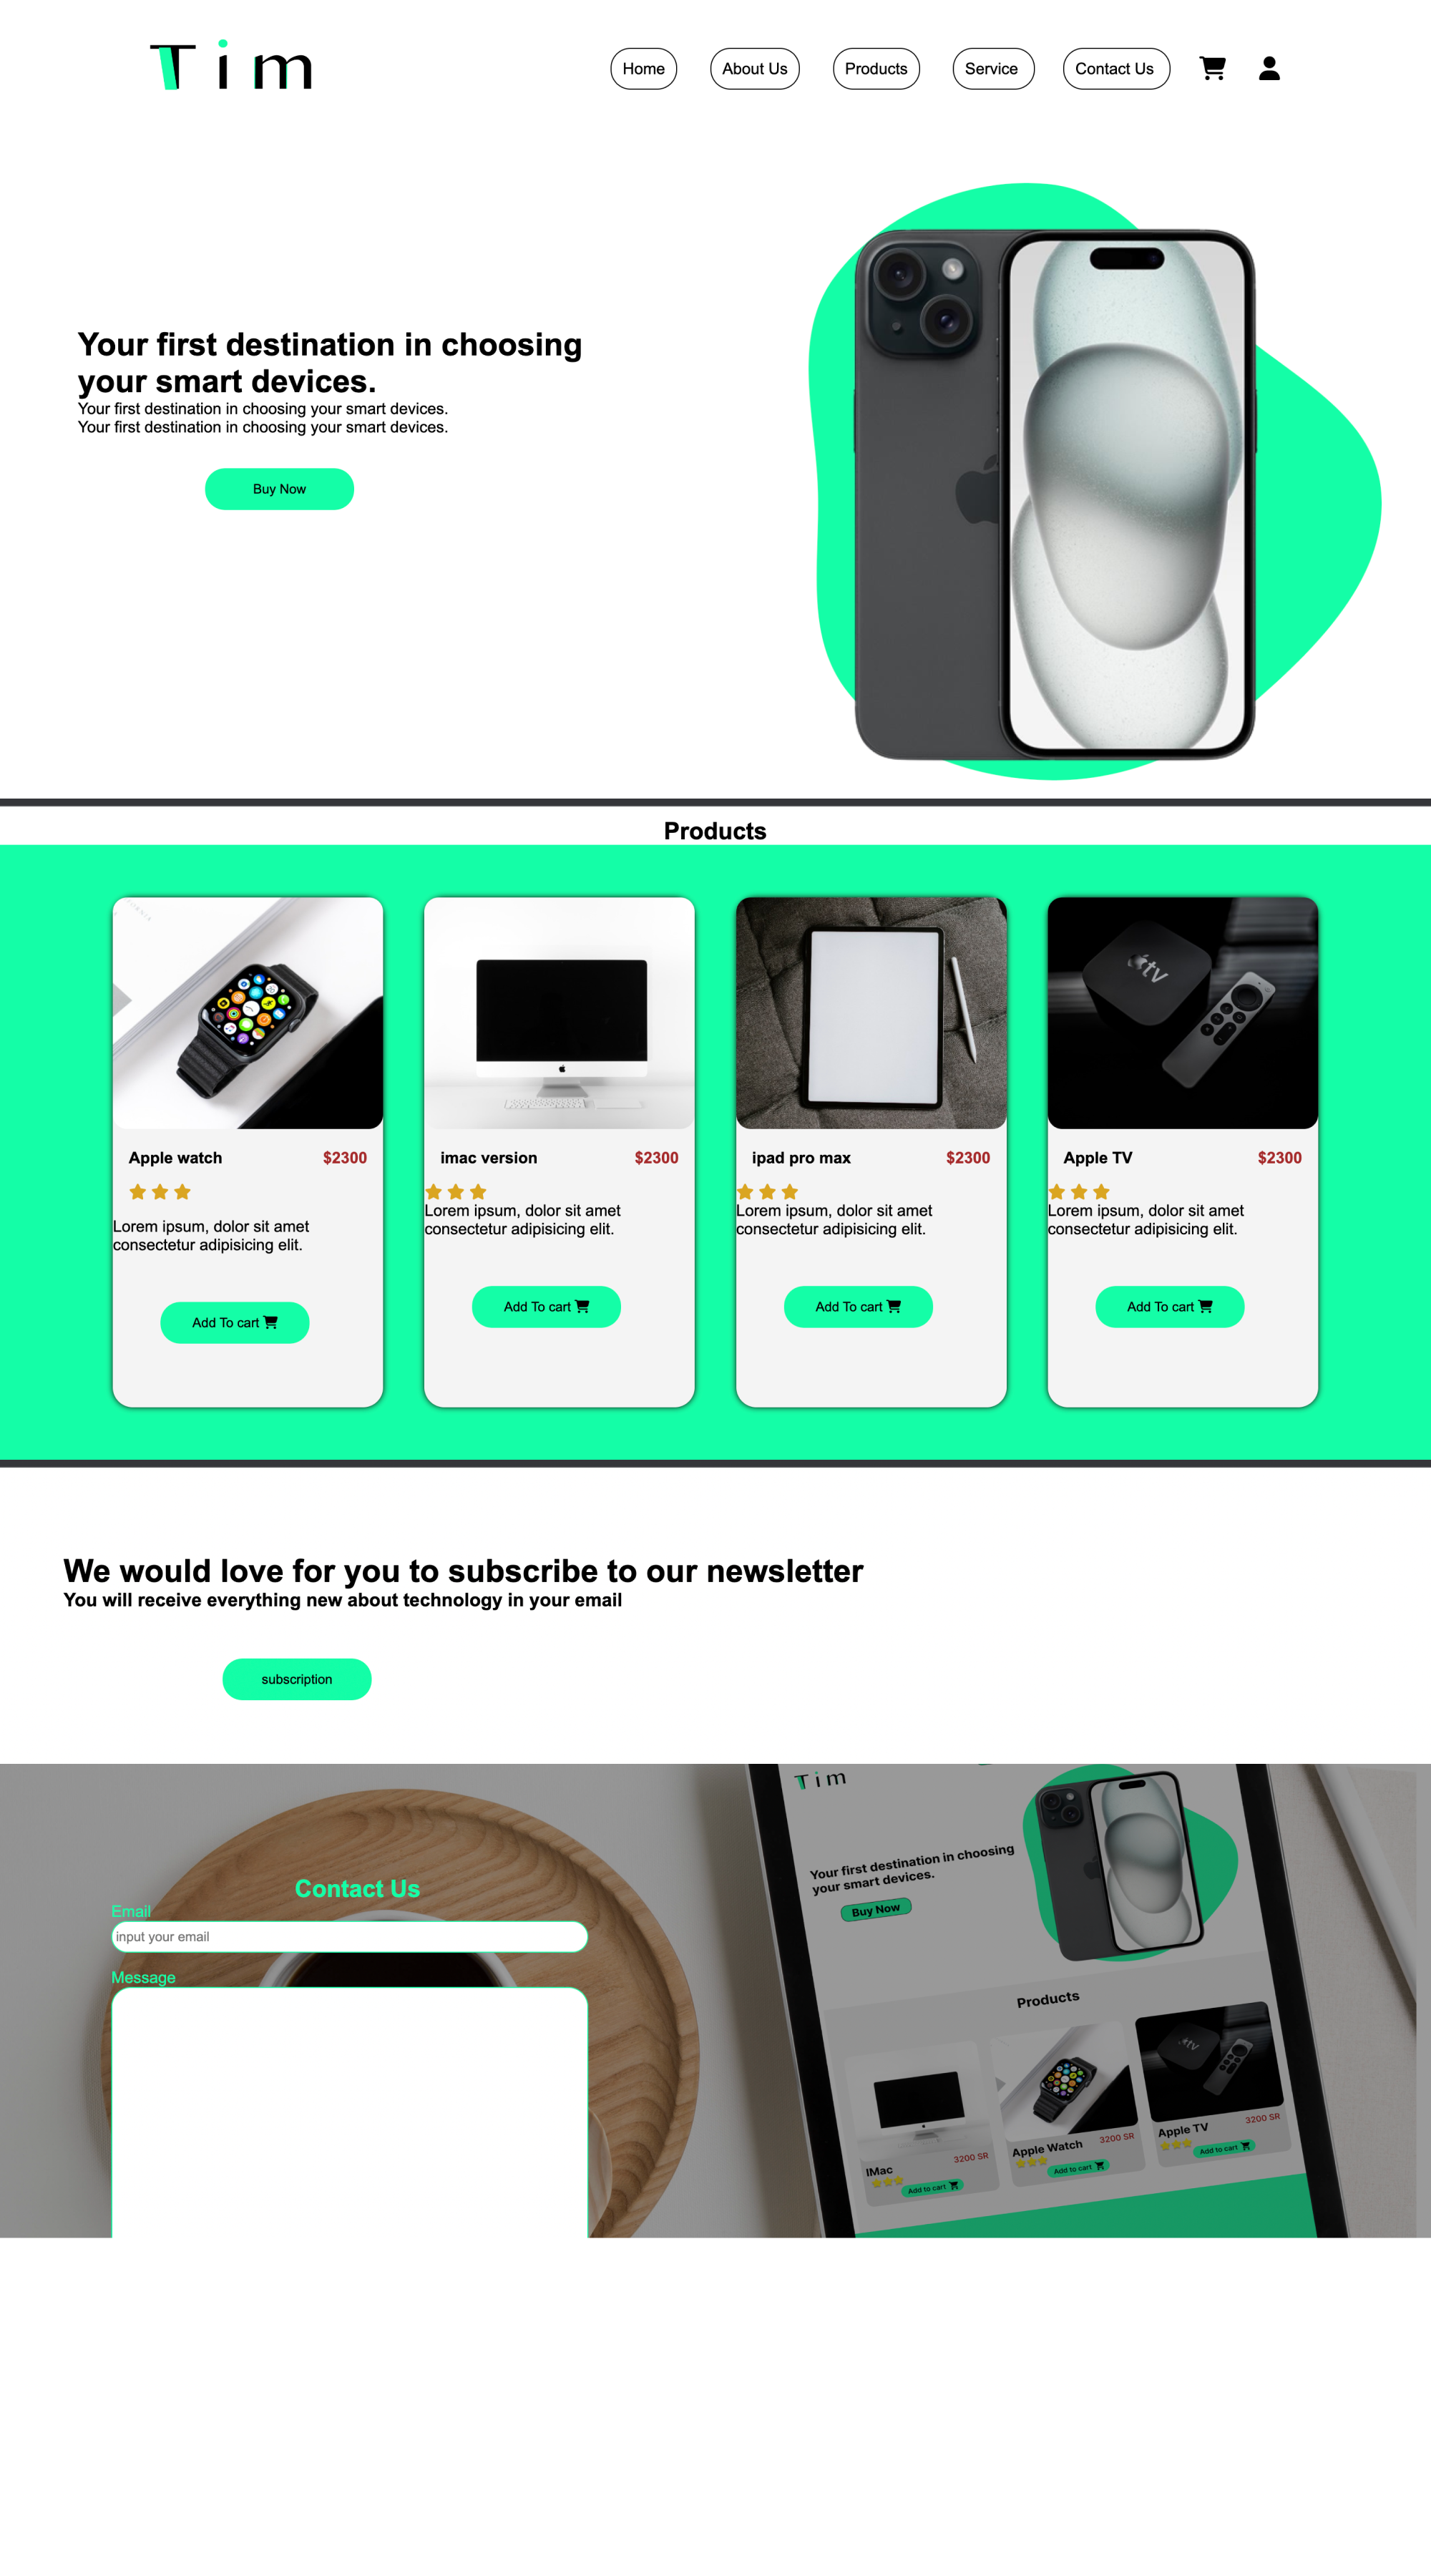 Tim
Home
About Us
Products
Service
Contact Us
Your first destination in choosing
your smart devices.
Your first destination in choosing your smart devices.
Your first destination in choosing your smart devices.
Buy Now
Products
tv
Apple watch $2300
Lorem ipsum, dolor sit amet
consectetur adipisicing elit.
Add To cart
imac version $2300
Lorem ipsum, dolor sit amet
consectetur adipisicing elit.
Add To cart
ipad pro max $2300
Lorem ipsum, dolor sit amet
consectetur adipisicing elit.
Add To cart
Apple TV $2300
Lorem ipsum, dolor sit amet
consectetur adipisicing elit.
Add To cart
We would love for you to subscribe to our newsletter
You will receive everything new about technology in your email
subscription
Contact Us
Email
input your email
Message
Tim
Your first destination in choosing
your smart devices.
Buy Now
Products
tv
IMac 3200 SR
Add to cart
Apple Watch 3200 SR
Add to cart
Apple TV 3200 SR
Add to cart